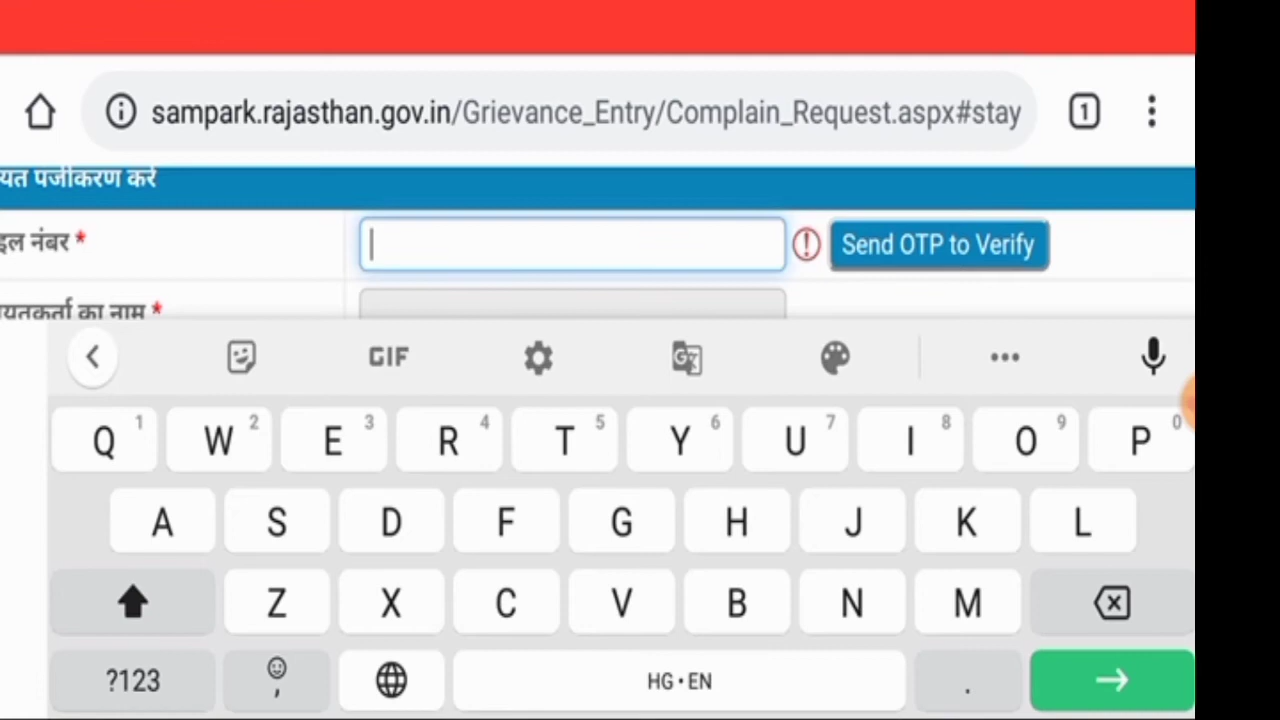 sampark.rajasthan.gov.in/Grievance_Entry/Complain_Request.aspx#stay 1
यत पंजीकरण करें
इल नंबर * Send OTP to Verify
यतकर्ता का नाम *
GIF
Q 1 W 2 E 3 R 4 T 5 Y 6 U 7 I 8 O 9 P 0
A S D F G H J K L
Z X C V B N M
?123 , HG • EN .